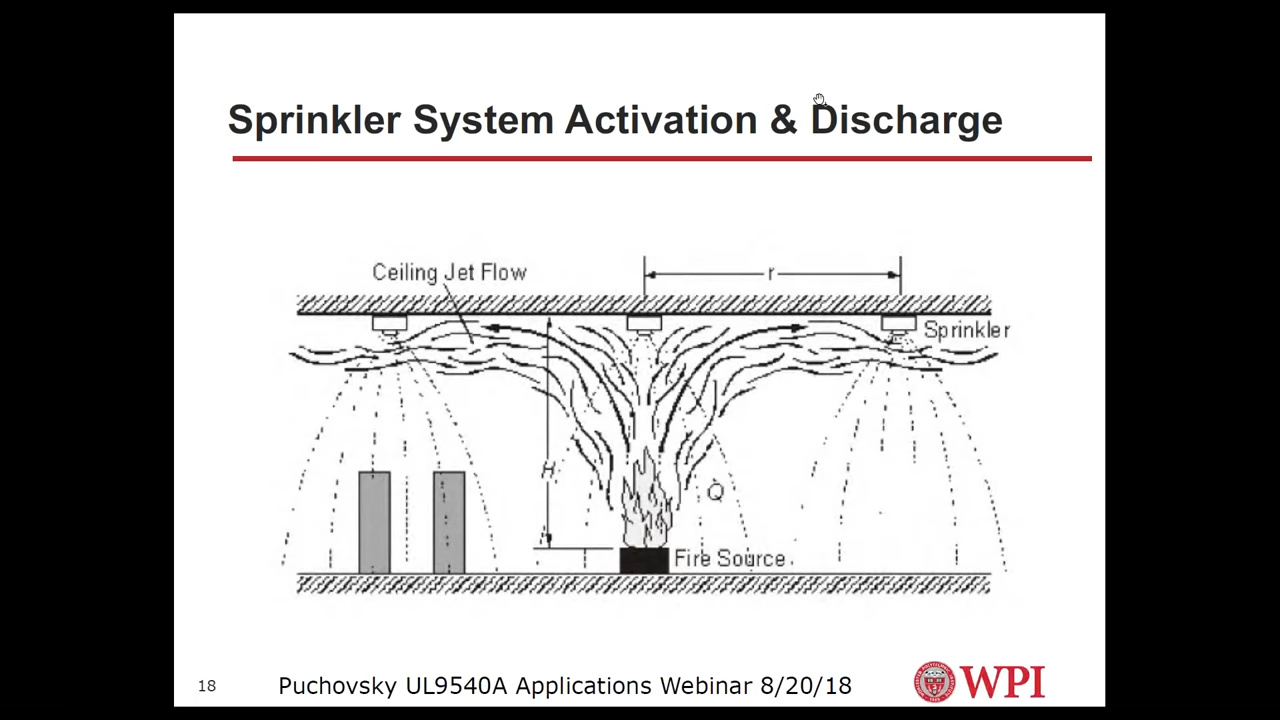 Sprinkler System Activation & Discharge
Ceiling Jet Flow
r
Sprinkler
H
Q
Fire Source
18
Puchovsky UL9540A Applications Webinar 8/20/18
WPI